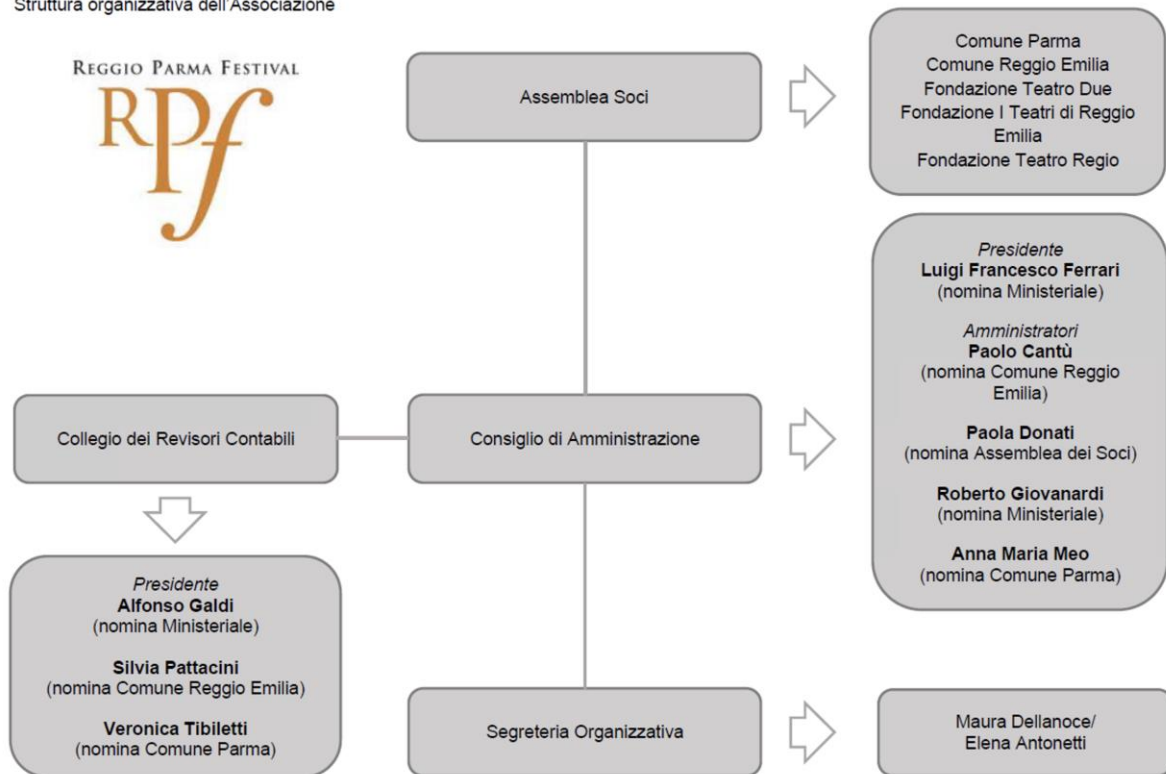 Struttura organizzativa dell'Associazione
REGGIO PARMA FESTIVAL
RPf
Assemblea Soci
Comune Parma
Comune Reggio Emilia
Fondazione Teatro Due
Fondazione I Teatri di Reggio
Emilia
Fondazione Teatro Regio
Presidente
Luigi Francesco Ferrari
(nomina Ministeriale)
Amministratori
Paolo Cantù
(nomina Comune Reggio
Emilia)
Paola Donati
(nomina Assemblea dei Soci)
Roberto Giovanardi
(nomina Ministeriale)
Anna Maria Meo
(nomina Comune Parma)
Collegio dei Revisori Contabili
Consiglio di Amministrazione
Presidente
Alfonso Galdi
(nomina Ministeriale)
Silvia Pattacini
(nomina Comune Reggio Emilia)
Veronica Tibiletti
(nomina Comune Parma)
Segreteria Organizzativa
Maura Dellanoce/
Elena Antonetti